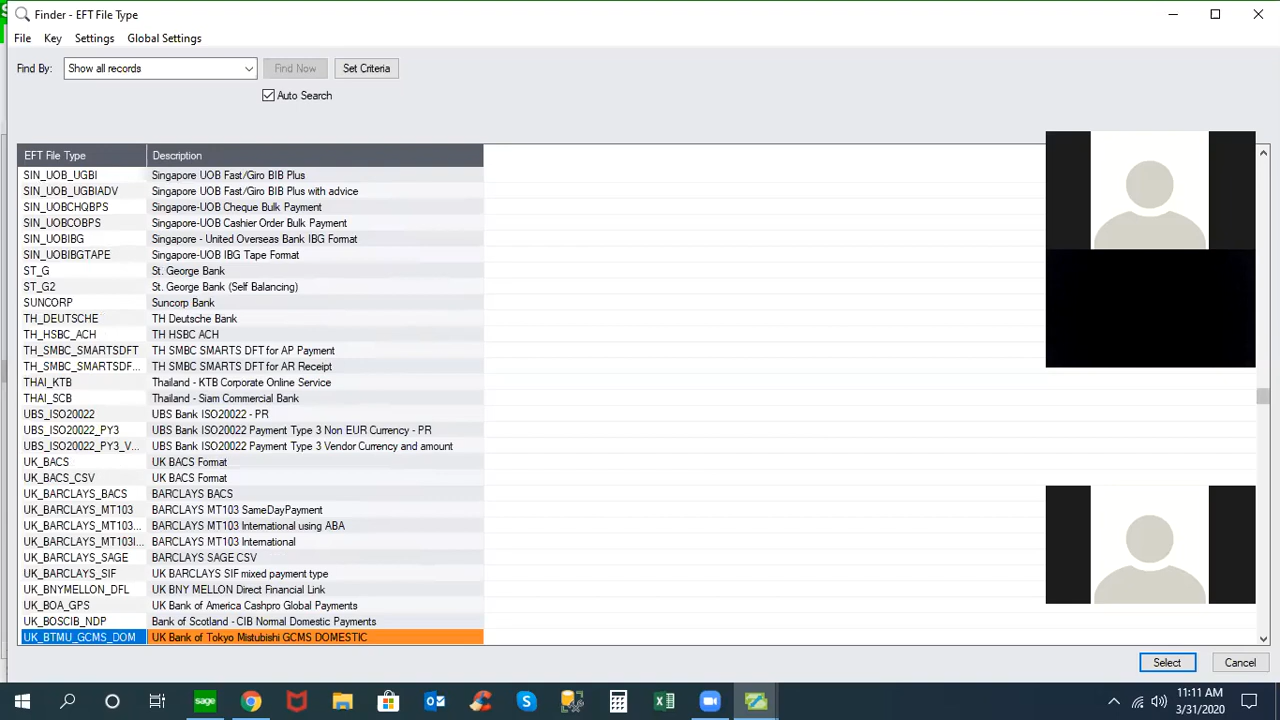 Finder - EFT File Type
File Key Settings Global Settings
Find By: Show all records Find Now Set Criteria
Auto Search
EFT File Type Description
SIN_UOB_UGBI Singapore UOB Fast/Giro BIB Plus
SIN_UOB_UGBIADV Singapore UOB Fast/Giro BIB Plus with advice
SIN_UOBCHQBPS Singapore-UOB Cheque Bulk Payment
SIN_UOBCOBPS Singapore-UOB Cashier Order Bulk Payment
SIN_UOBIBG Singapore - United Overseas Bank IBG Format
SIN_UOBIBGTAPE Singapore-UOB IBG Tape Format
ST_G St. George Bank
ST_G2 St. George Bank (Self Balancing)
SUNCORP Suncorp Bank
TH_DEUTSCHE TH Deutsche Bank
TH_HSBC_ACH TH HSBC ACH
TH_SMBC_SMARTSDFT TH SMBC SMARTS DFT for AP Payment
TH_SMBC_SMARTSDF... TH SMBC SMARTS DFT for AR Receipt
THAI_KTB Thailand - KTB Corporate Online Service
THAI_SCB Thailand - Siam Commercial Bank
UBS_ISO20022 UBS Bank ISO20022 - PR
UBS_ISO20022_PY3 UBS Bank ISO20022 Payment Type 3 Non EUR Currency - PR
UBS_ISO20022_PY3_V... UBS Bank ISO20022 Payment Type 3 Vendor Currency and amount
UK_BACS UK BACS Format
UK_BACS_CSV UK BACS Format
UK_BARCLAYS_BACS BARCLAYS BACS
UK_BARCLAYS_MT103 BARCLAYS MT103 SameDayPayment
UK_BARCLAYS_MT103... BARCLAYS MT103 International using ABA
UK_BARCLAYS_MT103I... BARCLAYS MT103 International
UK_BARCLAYS_SAGE BARCLAYS SAGE CSV
UK_BARCLAYS_SIF UK BARCLAYS SIF mixed payment type
UK_BNYMELLON_DFL UK BNY MELLON Direct Financial Link
UK_BOA_GPS UK Bank of America Cashpro Global Payments
UK_BOSCIB_NDP Bank of Scotland - CIB Normal Domestic Payments
UK_BTMU_GCMS_DOM UK Bank of Tokyo Mistubishi GCMS DOMESTIC
Select Cancel
sage
11:11 AM
3/31/2020